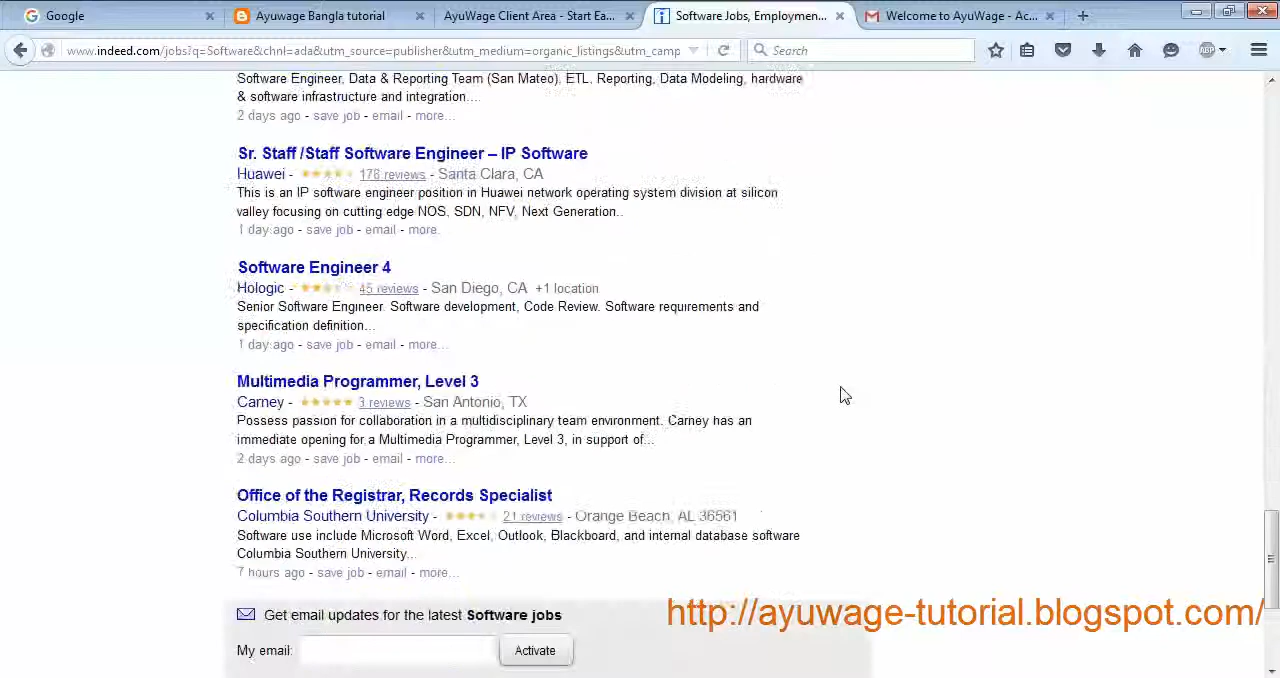 Google
Ayuwage Bangla tutorial
AyuWage Client Area - Start Ea...
Software Jobs, Employmen...
Welcome to AyuWage - Ac...
www.indeed.com/jobs?q=Software&chnl=ada&utm_source=publisher&utm_medium=organic_listings&utm_camp
Search
ABP
Software Engineer, Data & Reporting Team (San Mateo). ETL, Reporting, Data Modeling, hardware
& software infrastructure and integration....
2 days ago - save job - email - more...
Sr. Staff /Staff Software Engineer – IP Software
Huawei - 178 reviews - Santa Clara, CA
This is an IP software engineer position in Huawei network operating system division at silicon
valley focusing on cutting edge NOS, SDN, NFV, Next Generation..
1 day ago - save job - email - more.
Software Engineer 4
Hologic - 45 reviews - San Diego, CA +1 location
Senior Software Engineer. Software development, Code Review. Software requirements and
specification definition...
1 day ago - save job - email - more...
Multimedia Programmer, Level 3
Carney - 3 reviews - San Antonio, TX
Possess passion for collaboration in a multidisciplinary team environment. Carney has an
immediate opening for a Multimedia Programmer, Level 3, in support of...
2 days ago - save job - email - more...
Office of the Registrar, Records Specialist
Columbia Southern University - 21 reviews - Orange Beach, AL 36561
Software use include Microsoft Word, Excel, Outlook, Blackboard, and internal database software
Columbia Southern University...
7 hours ago - save job - email - more...
Get email updates for the latest Software jobs
http://ayuwage-tutorial.blogspot.com/
My email:
Activate